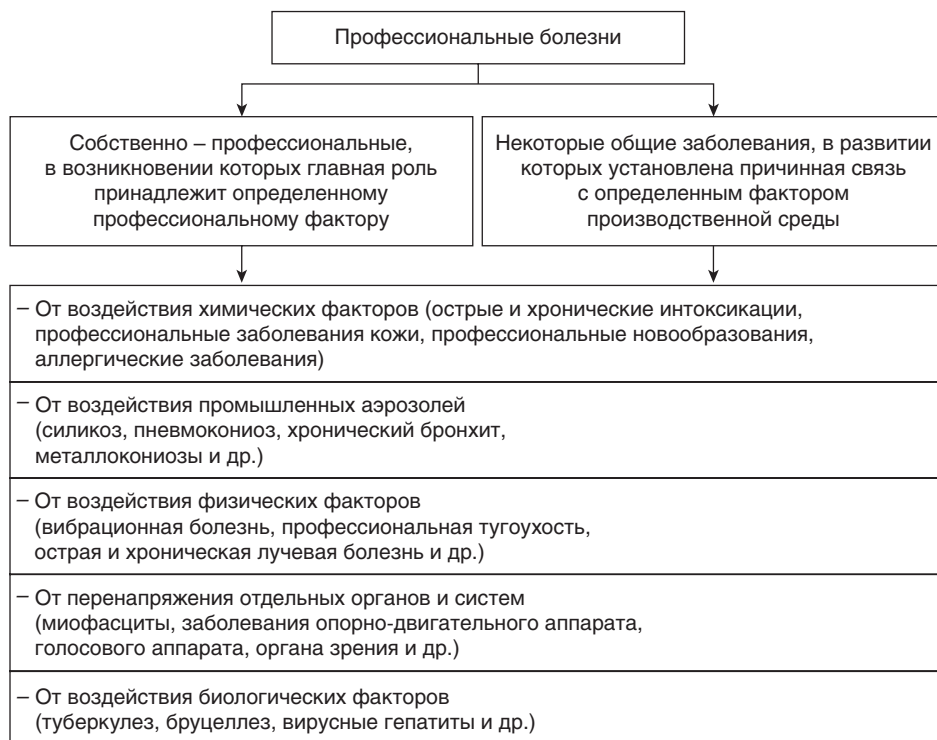 Профессиональные болезни
Собственно – профессиональные,
в возникновении которых главная роль
принадлежит определенному
профессиональному фактору
Некоторые общие заболевания, в развитии
которых установлена причинная связь
с определенным фактором
производственной среды
– От воздействия химических факторов (острые и хронические интоксикации,
профессиональные заболевания кожи, профессиональные новообразования,
аллергические заболевания)
– От воздействия промышленных аэрозолей
(силикоз, пневмокониоз, хронический бронхит,
металлокониозы и др.)
– От воздействия физических факторов
(вибрационная болезнь, профессиональная тугоухость,
острая и хроническая лучевая болезнь и др.)
– От перенапряжения отдельных органов и систем
(миофасциты, заболевания опорно-двигательного аппарата,
голосового аппарата, органа зрения и др.)
– От воздействия биологических факторов
(туберкулез, бруцеллез, вирусные гепатиты и др.)